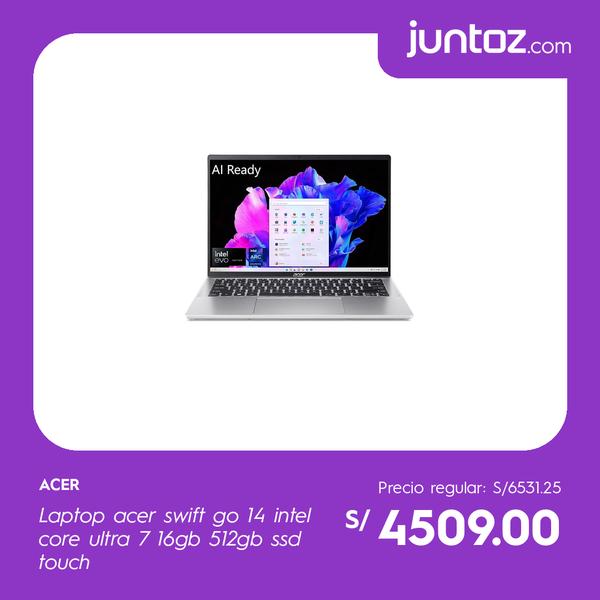 juntoz.com
AI Ready
intel
evo
intel
ARC
acer
ACER
Precio regular: S/6531.25
Laptop acer swift go 14 intel
core ultra 7 16gb 512gb ssd
touch
S/ 4509.00